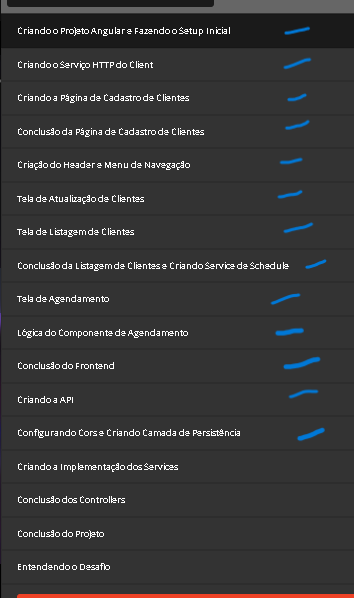 Criando o Projeto Angular e Fazendo o Setup Inicial
Criando o Serviço HTTP do Client
Criando a Página de Cadastro de Clientes
Conclusão da Página de Cadastro de Clientes
Criação do Header e Menu de Navegação
Tela de Atualização de Clientes
Tela de Listagem de Clientes
Conclusão da Listagem de Clientes e Criando Service de Schedule
Tela de Agendamento
Lógica do Componente de Agendamento
Conclusão do Frontend
Criando a API
Configurando Cors e Criando Camada de Persistência
Criando a Implementação dos Services
Conclusão dos Controllers
Conclusão do Projeto
Entendendo o Desafio